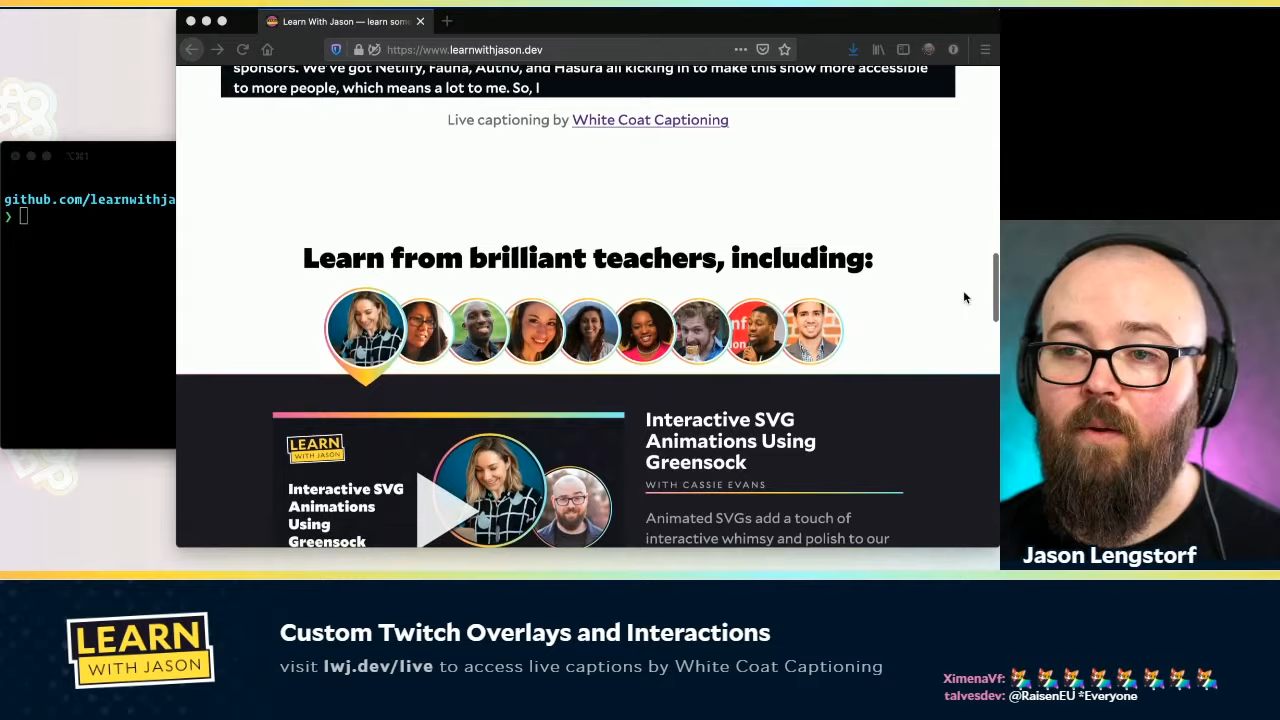 Learn With Jason — learn som
https://www.learnwithjason.dev
sponsors. We've got Netlify, Fauna, Auth0, and Hasura all kicking in to make this show more accessible
to more people, which means a lot to me. So, I
Live captioning by White Coat Captioning
⌥⌘1
github.com/learnwithja
❯
Learn from brilliant teachers, including:
LEARN
WITH JASON
Interactive SVG
Animations
Using
Greensock
Interactive SVG
Animations Using
Greensock
WITH CASSIE EVANS
Animated SVGs add a touch of
interactive whimsy and polish to our
Jason Lengstorf
LEARN
WITH JASON
Custom Twitch Overlays and Interactions
visit lwj.dev/live to access live captions by White Coat Captioning
XimenaVf:
talvesdev: @RaisenEU *Everyone